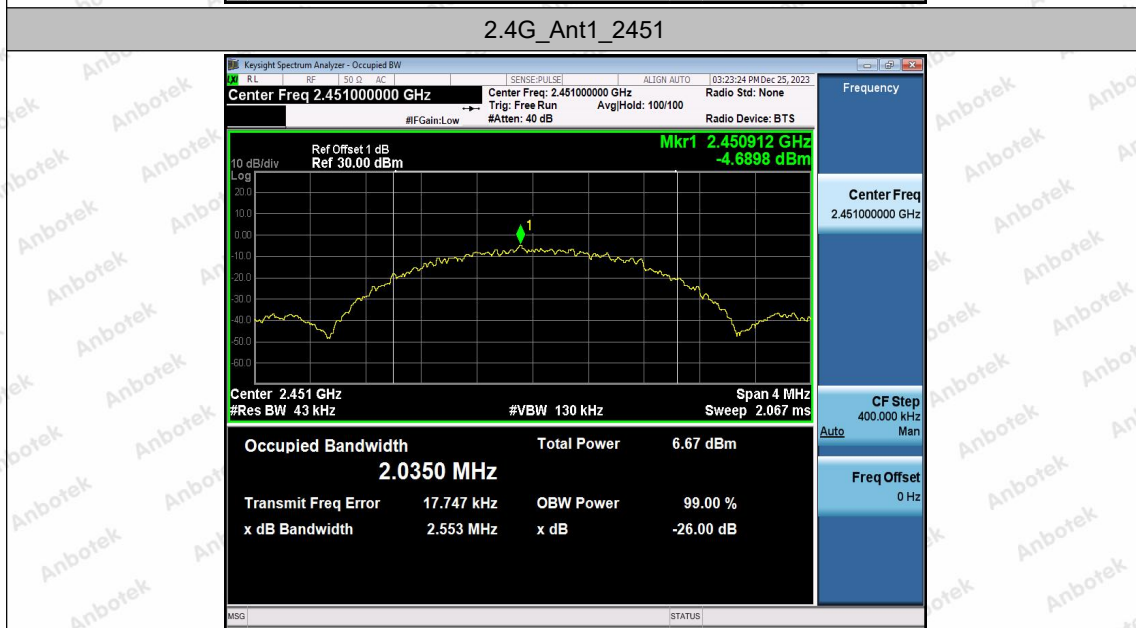 2.4G_Ant1_2451
Keysight Spectrum Analyzer - Occupied BW
RL RF 50 Ω AC SENSE:PULSE ALIGN AUTO 03:23:24 PM Dec 25, 2023
Center Freq 2.451000000 GHz
Center Freq: 2.451000000 GHz Radio Std: None
Trig: Free Run Avg|Hold: 100/100
#IFGain:Low #Atten: 40 dB Radio Device: BTS
Frequency
Mkr1 2.450912 GHz
-4.6898 dBm
Ref Offset 1 dB
10 dB/div Ref 30.00 dBm
Log
20.0
10.0
0.00
-10.0
-20.0
-30.0
-40.0
-50.0
-60.0
1
Center 2.451 GHz Span 4 MHz
#Res BW 43 kHz #VBW 130 kHz Sweep 2.067 ms
Center Freq
2.451000000 GHz
CF Step
400.000 kHz
Auto Man
Freq Offset
0 Hz
Occupied Bandwidth Total Power 6.67 dBm
2.0350 MHz
Transmit Freq Error 17.747 kHz OBW Power 99.00 %
x dB Bandwidth 2.553 MHz x dB -26.00 dB
MSG STATUS
Anbotek